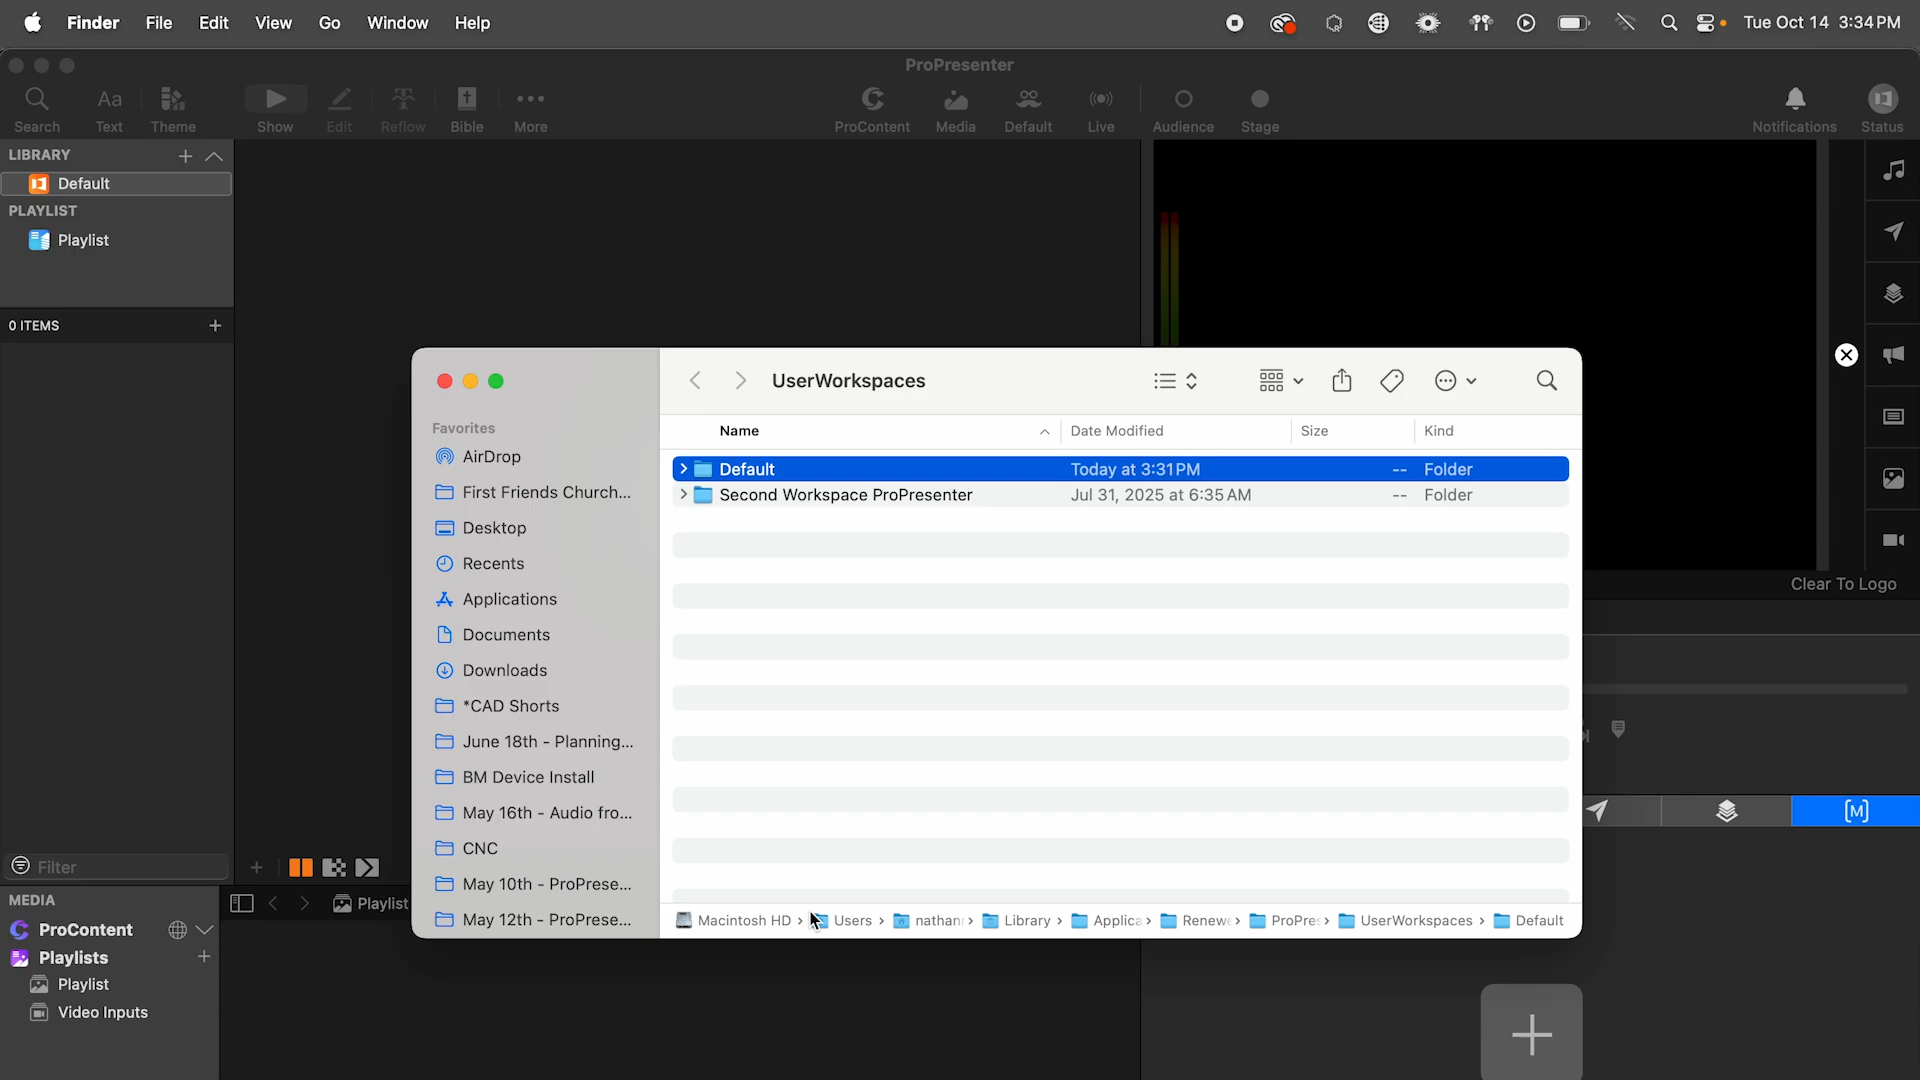 Finder File Edit View Go Window Help Tue Oct 14 3:34 PM
ProPresenter
Search Text Theme Show Edit Reflow Bible More ProContent Media Default Live Audience Stage Notifications Status
LIBRARY
Default
PLAYLIST
Playlist
0 ITEMS
Filter
MEDIA
ProContent
Playlists
Playlist
Video Inputs
Playlist
UserWorkspaces
Favorites
AirDrop
First Friends Church...
Desktop
Recents
Applications
Documents
Downloads
*CAD Shorts
June 18th - Planning...
BM Device Install
May 16th - Audio fro...
CNC
May 10th - ProPrese...
May 12th - ProPrese...
Name Date Modified Size Kind
Default Today at 3:31 PM -- Folder
Second Workspace ProPresenter Jul 31, 2025 at 6:35 AM -- Folder
Macintosh HD › Users › nathan › Library › Applica › Renewe › ProPres › UserWorkspaces › Default
Clear To Logo
[M]